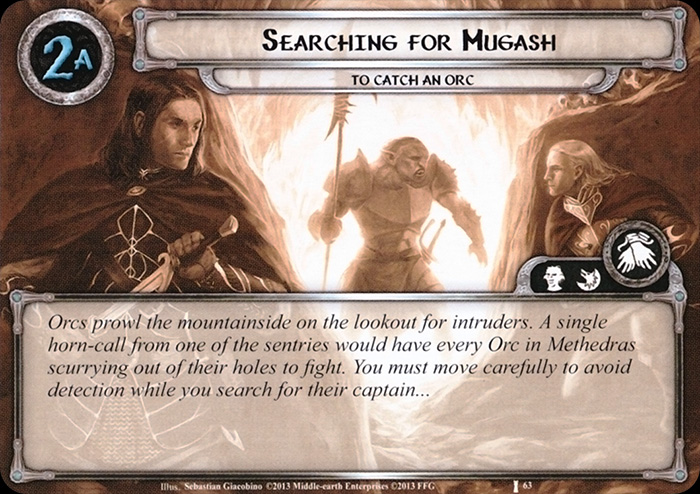 2A
SEARCHING FOR MUGASH
TO CATCH AN ORC
Orcs prowl the mountainside on the lookout for intruders. A single
horn-call from one of the sentries would have every Orc in Methedras
scurrying out of their holes to fight. You must move carefully to avoid
detection while you search for their captain...
Illus. Sebastian Giacobino ©2013 Middle-earth Enterprises ©2013 FFG
63